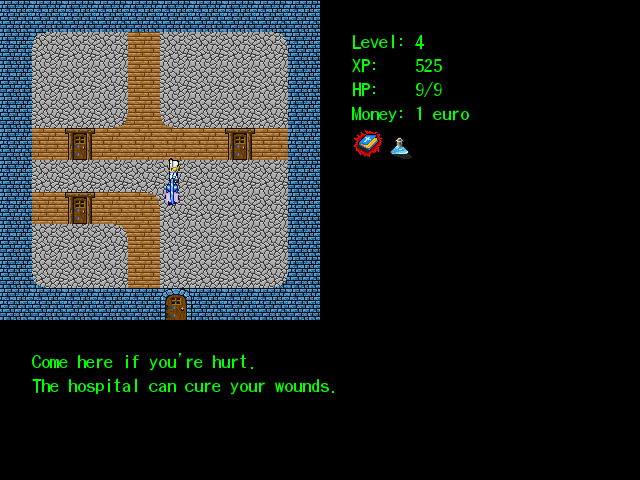 Level: 4
XP: 525
HP: 9/9
Money: 1 euro
Come here if you're hurt.
The hospital can cure your wounds.